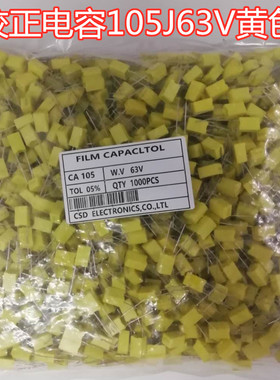 校正电容105J63V黄色
FILM CAPACLTOL
CA 105 W.V 63V
TOL 05% QTY 1000PCS
CSD ELECTRONICS,CO.,LTL